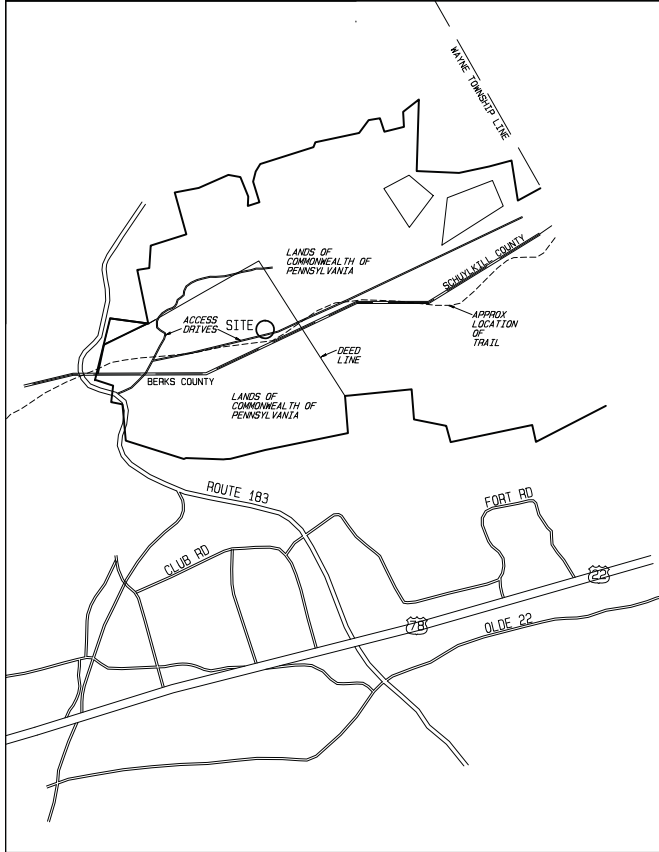 WAYNE TOWNSHIP LINE
LANDS OF
COMMONWEALTH OF
PENNSYLVANIA
SCHUYLKILL COUNTY
ACCESS
DRIVES
SITE
APPROX
LOCATION
OF
TRAIL
DEED
LINE
BERKS COUNTY
LANDS OF
COMMONWEALTH OF
PENNSYLVANIA
ROUTE 183
FORT RD
CLUB RD
22
78
OLDE 22